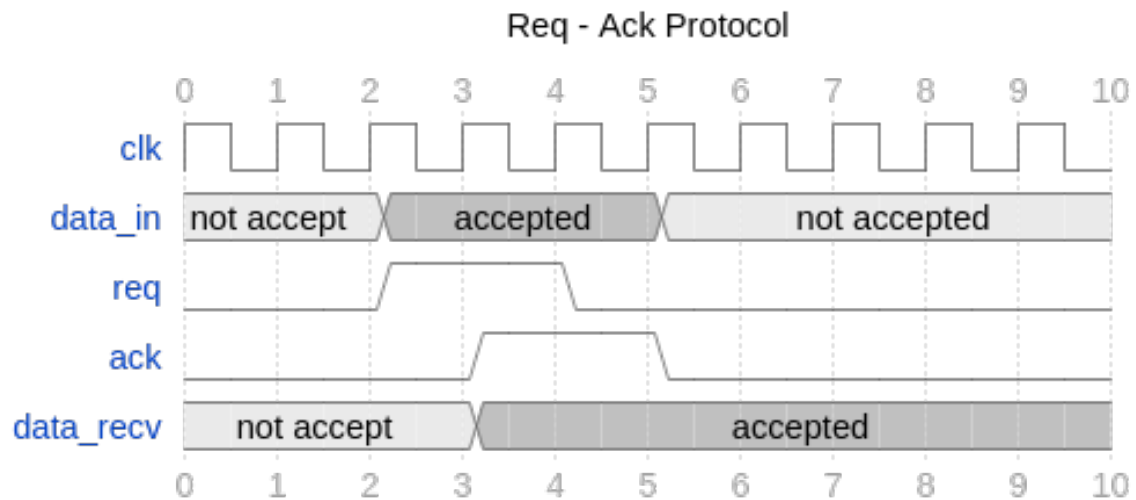 Req - Ack Protocol
0 1 2 3 4 5 6 7 8 9 10
clk
data_in not accept accepted not accepted
req
ack
data_recv not accept accepted
0 1 2 3 4 5 6 7 8 9 10